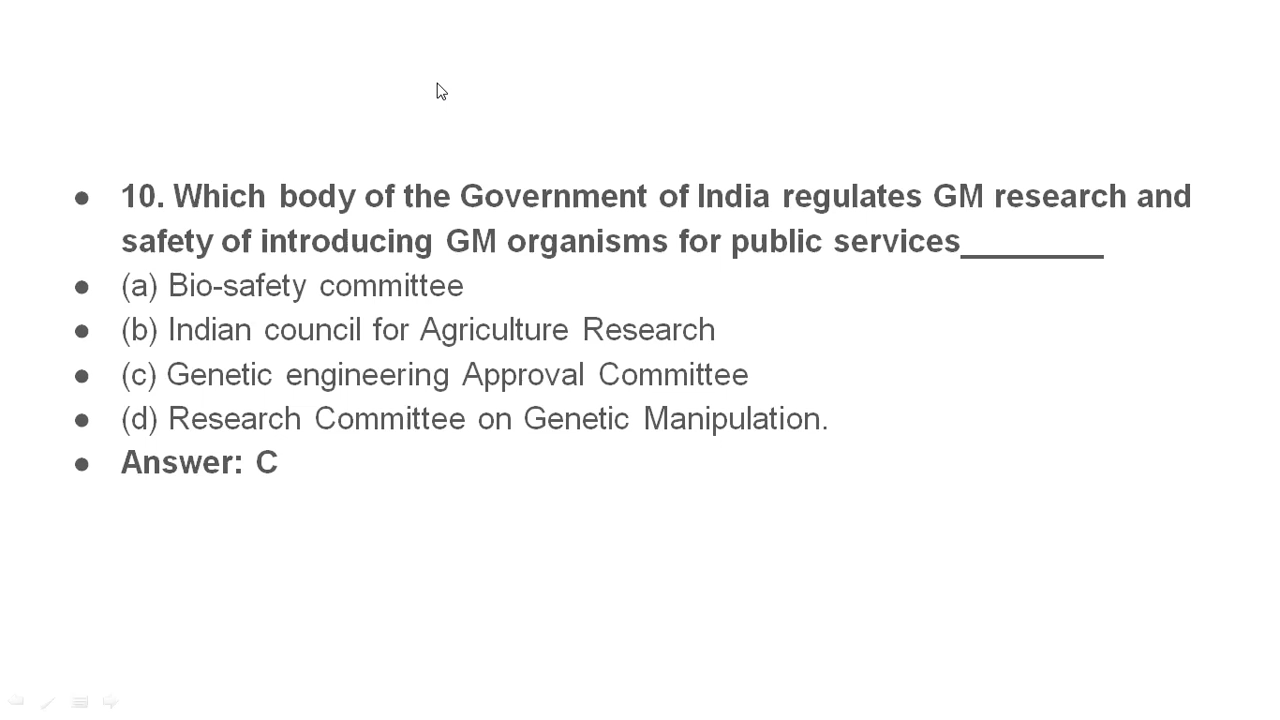 ● 10. Which body of the Government of India regulates GM research and
safety of introducing GM organisms for public services________
● (a) Bio-safety committee
● (b) Indian council for Agriculture Research
● (c) Genetic engineering Approval Committee
● (d) Research Committee on Genetic Manipulation.
● Answer: C